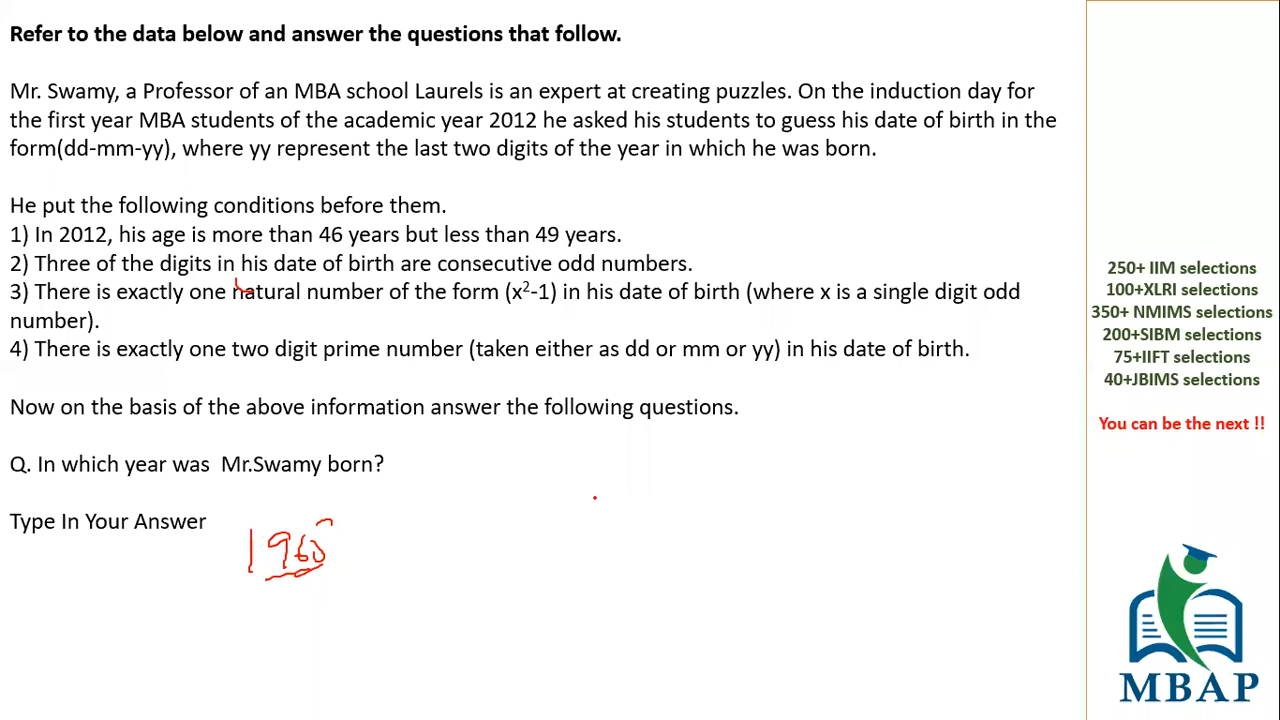 Refer to the data below and answer the questions that follow.
Mr. Swamy, a Professor of an MBA school Laurels is an expert at creating puzzles. On the induction day for
the first year MBA students of the academic year 2012 he asked his students to guess his date of birth in the
form(dd-mm-yy), where yy represent the last two digits of the year in which he was born.
He put the following conditions before them.
1) In 2012, his age is more than 46 years but less than 49 years.
2) Three of the digits in his date of birth are consecutive odd numbers.
3) There is exactly one natural number of the form (x²-1) in his date of birth (where x is a single digit odd
number).
4) There is exactly one two digit prime number (taken either as dd or mm or yy) in his date of birth.
Now on the basis of the above information answer the following questions.
Q. In which year was  Mr.Swamy born?
Type In Your Answer
1960
250+ IIM selections
100+XLRI selections
350+ NMIMS selections
200+SIBM selections
75+IIFT selections
40+JBIMS selections
You can be the next !!
MBAP